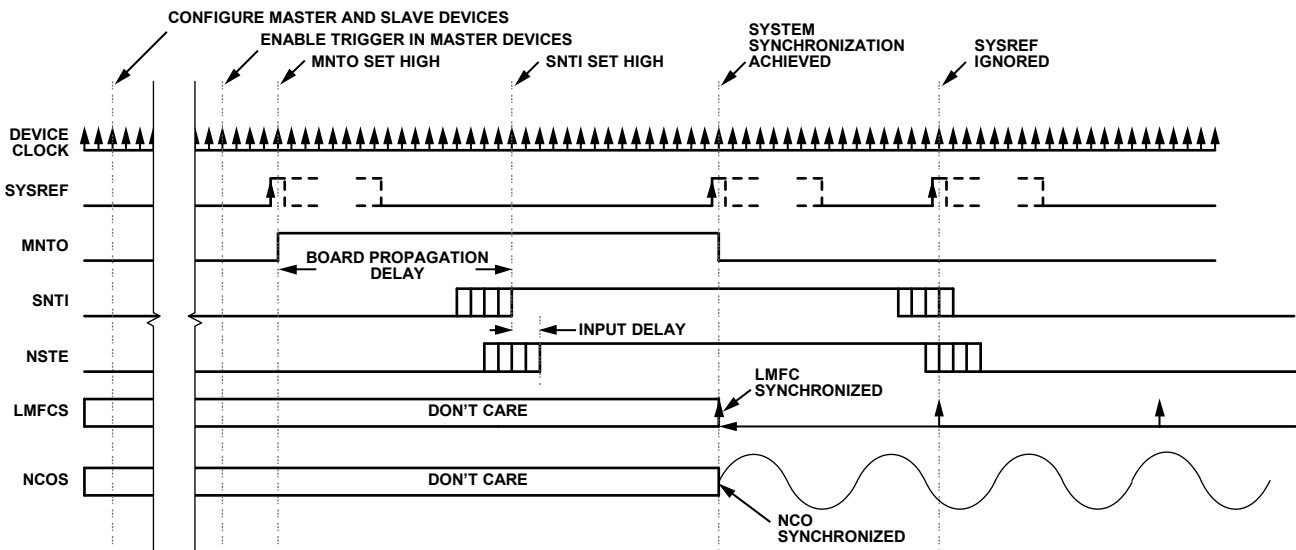 CONFIGURE MASTER AND SLAVE DEVICES
ENABLE TRIGGER IN MASTER DEVICES
MNTO SET HIGH
SNTI SET HIGH
SYSTEM
SYNCHRONIZATION
ACHIEVED
SYSREF
IGNORED
DEVICE
CLOCK
SYSREF
MNTO
BOARD PROPAGATION
DELAY
SNTI
INPUT DELAY
NSTE
LMFC
SYNCHRONIZED
LMFCS
DON'T CARE
NCOS
DON'T CARE
NCO
SYNCHRONIZED